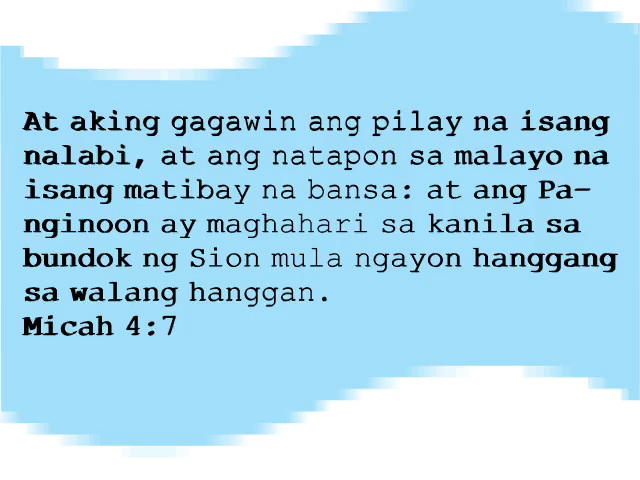 At aking gagawin ang pilay na isang
nalabi, at ang natapon sa malayo na
isang matibay na bansa: at ang Pa-
nginoon ay maghahari sa kanila sa
bundok ng Sion mula ngayon hanggang
sa walang hanggan.
Micah 4:7